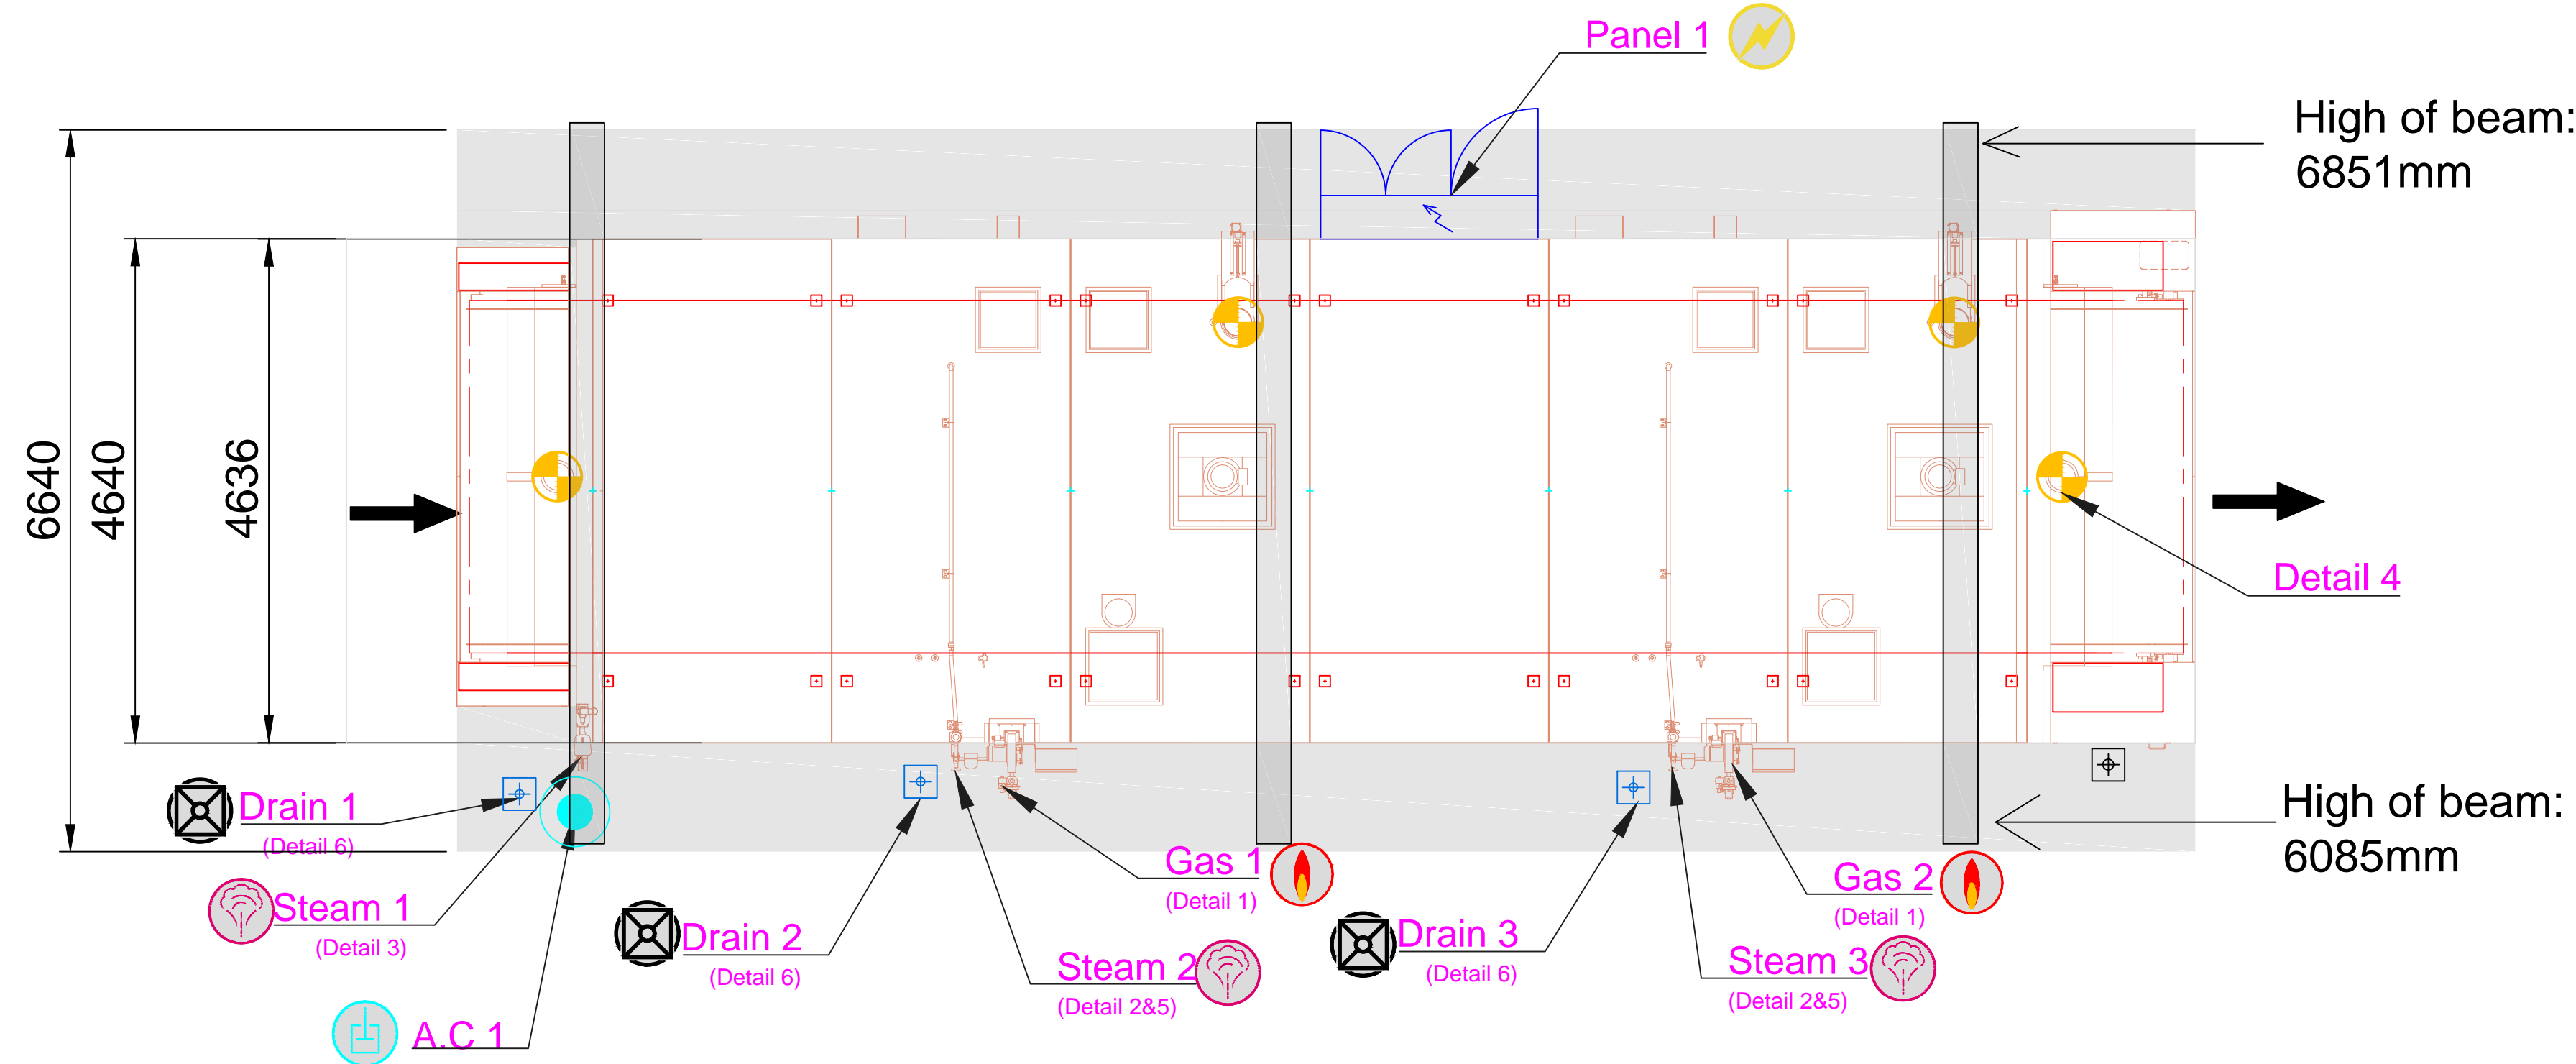 Panel 1
High of beam:
6851mm
6640
4640
4636
Detail 4
High of beam:
6085mm
Drain 1
(Detail 6)
Steam 1
(Detail 3)
A.C 1
Drain 2
(Detail 6)
Gas 1
(Detail 1)
Steam 2
(Detail 2&5)
Drain 3
(Detail 6)
Gas 2
(Detail 1)
Steam 3
(Detail 2&5)